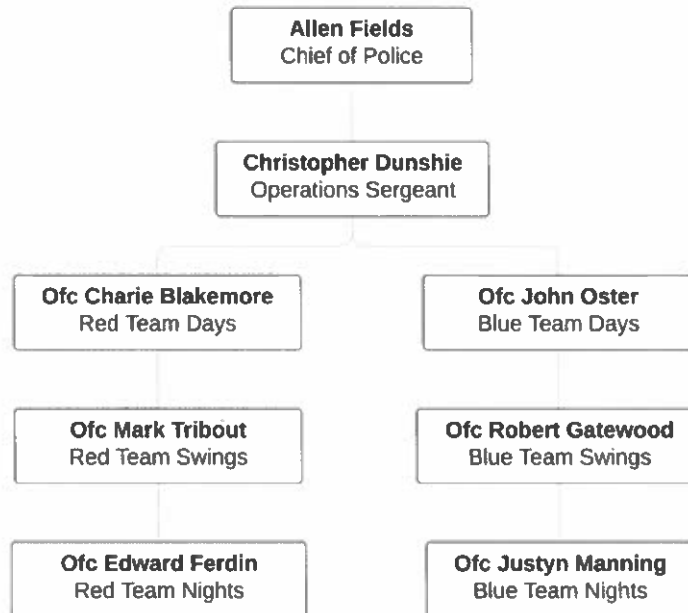 Allen Fields
Chief of Police
Christopher Dunshie
Operations Sergeant
Ofc Charie Blakemore
Red Team Days
Ofc John Oster
Blue Team Days
Ofc Mark Tribout
Red Team Swings
Ofc Robert Gatewood
Blue Team Swings
Ofc Edward Ferdin
Red Team Nights
Ofc Justyn Manning
Blue Team Nights